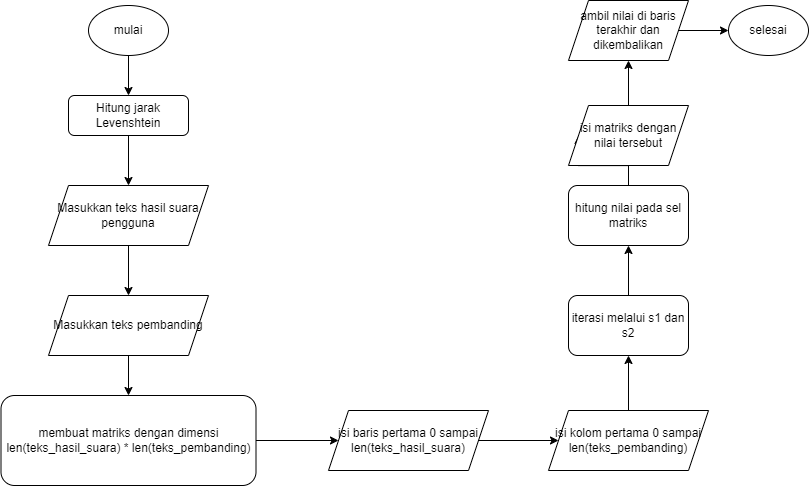 mulai
Hitung jarak
Levenshtein
Masukkan teks hasil suara
pengguna
Masukkan teks pembanding
membuat matriks dengan dimensi
len(teks_hasil_suara) * len(teks_pembanding)
isi baris pertama 0 sampai
len(teks_hasil_suara)
isi kolom pertama 0 sampai
len(teks_pembanding)
iterasi melalui s1 dan
s2
hitung nilai pada sel
matriks
isi matriks dengan
nilai tersebut
ambil nilai di baris
terakhir dan
dikembalikan
selesai